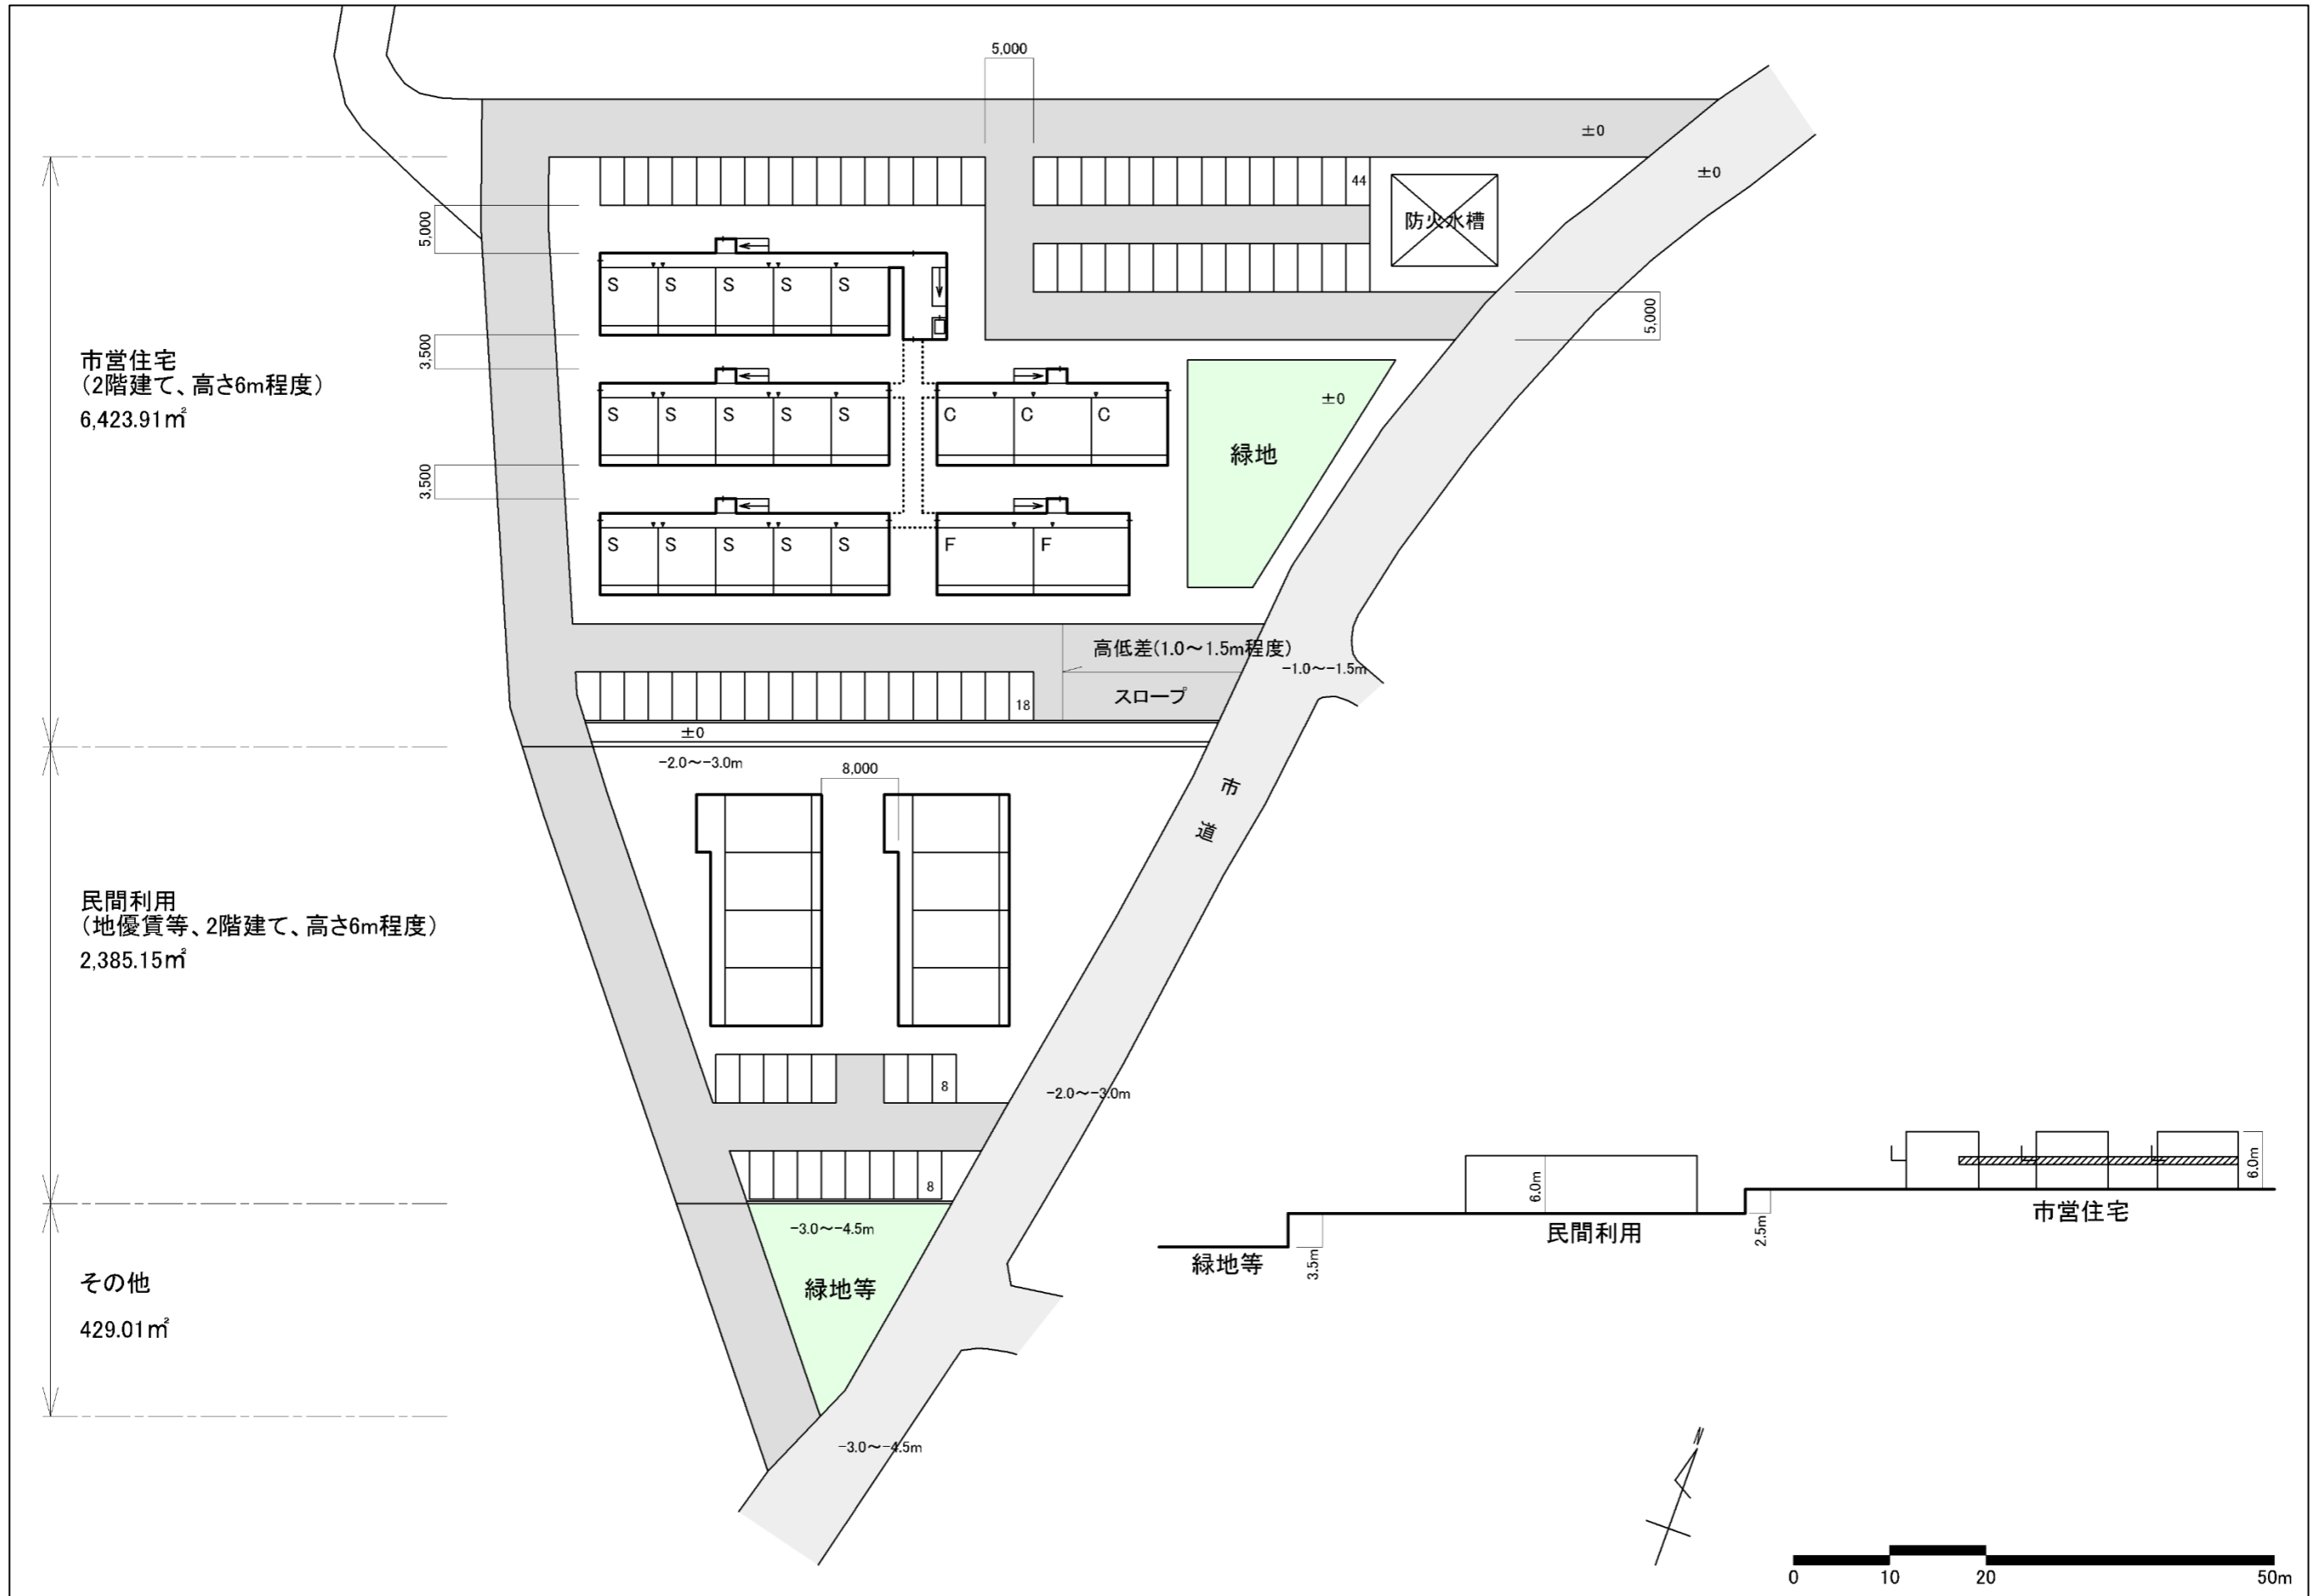 5,000
±0
±0
44
防火水槽
5,000
S S S S S
5,000
3,500
市営住宅
（2階建て、高さ6m程度）
6,423.91㎡
±0
S S S S S
C C C
緑地
3,500
S S S S S
F F
高低差(1.0～1.5m程度)
-1.0～-1.5m
スロープ
18
±0
-2.0～-3.0m
8,000
市
道
民間利用
（地優賃等、2階建て、高さ6m程度）
2,385.15㎡
8
-2.0～-3.0m
8
-3.0～-4.5m
緑地等
その他
429.01㎡
-3.0～-4.5m
6.0m
6.0m
市営住宅
2.5m
民間利用
3.5m
緑地等
N
0 10 20 50m